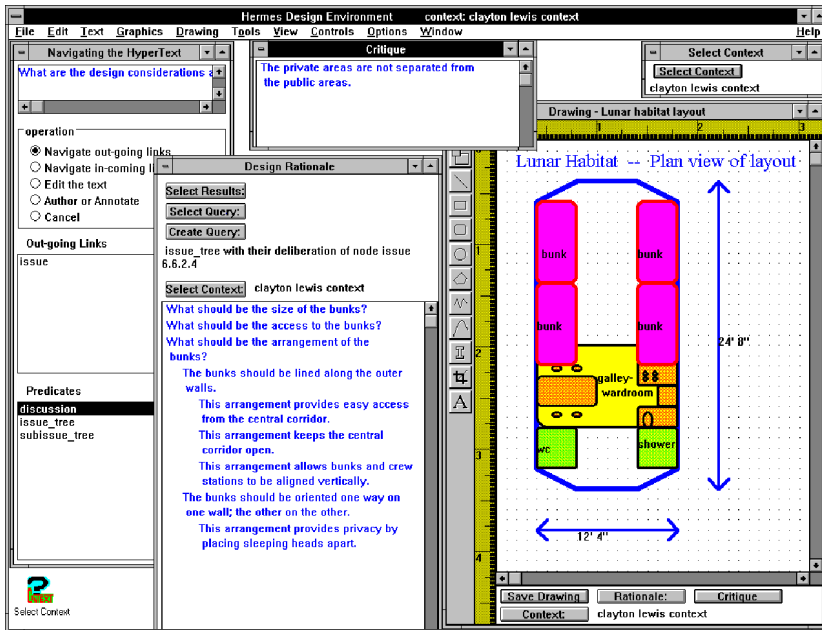 Hermes Design Environment context: clayton lewis context
File Edit Text Graphics Drawing Tools View Controls Options Window Help
Navigating the HyperText
What are the design considerations
operation
Navigate out-going links
Navigate in-coming
Edit the text
Author or Annotate
Cancel
Out-going Links
issue
Predicates
discussion
issue_tree
subissue_tree
Select Context
Critique
The private areas are not separated from
the public areas.
Select Context
Select Context
clayton lewis context
Design Rationale
Select Results:
Select Query:
Create Query:
issue_tree with their deliberation of node issue
6.6.2.4
Select Context: clayton lewis context
What should be the size of the bunks?
What should be the access to the bunks?
What should be the arrangement of the
bunks?
The bunks should be lined along the outer
walls.
This arrangement provides easy access
from the central corridor.
This arrangement keeps the central
corridor open.
This arrangement allows bunks and crew
stations to be aligned vertically.
The bunks should be oriented one way on
one wall; the other on the other.
This arrangement provides privacy by
placing sleeping heads apart.
Drawing - Lunar habitat layout
1 2 3
Lunar Habitat -- Plan view of layout
1
2
3
4
A
bunk bunk
bunk bunk
24' 8"
galley-
wardroom
wc shower
12' 4"
Save Drawing Rationale: Critique
Context: clayton lewis context